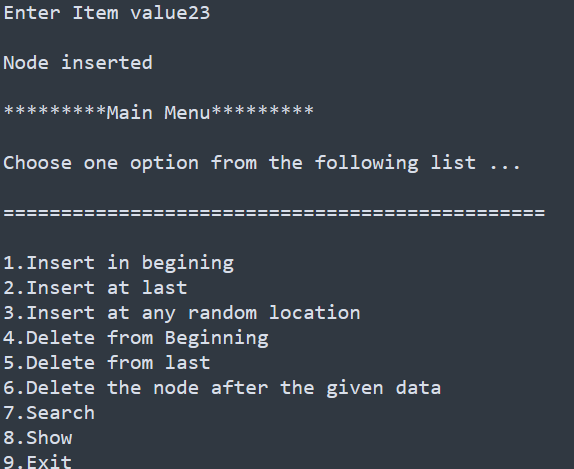 Enter Item value23
Node inserted
*********Main Menu*********
Choose one option from the following list ...
===============================================
1.Insert in begining
2.Insert at last
3.Insert at any random location
4.Delete from Beginning
5.Delete from last
6.Delete the node after the given data
7.Search
8.Show
9.Exit